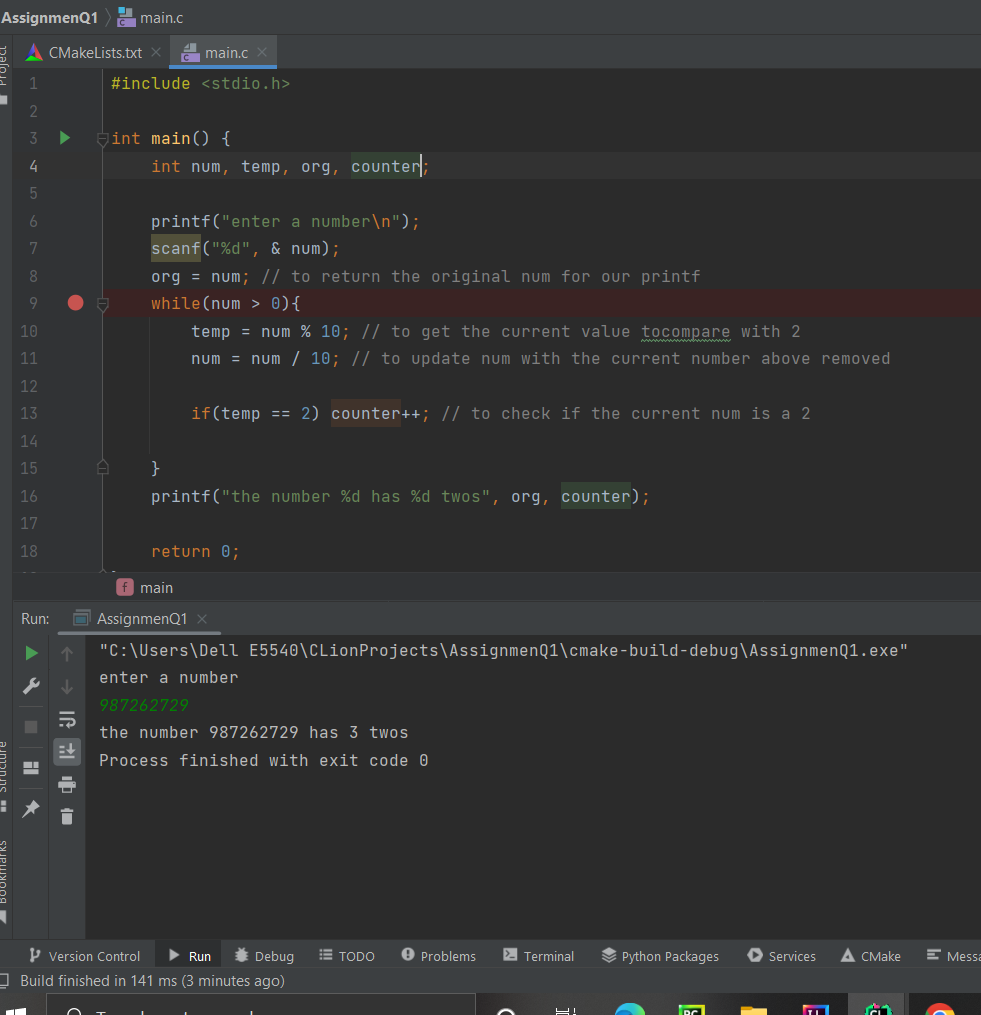 AssignmenQ1 main.c
Project
CMakeLists.txt main.c
1 #include <stdio.h>
2
3 int main() {
4 int num, temp, org, counter;
5
6 printf("enter a number\n");
7 scanf("%d", & num);
8 org = num; // to return the original num for our printf
9 while(num > 0){
10 temp = num % 10; // to get the current value tocompare with 2
11 num = num / 10; // to update num with the current number above removed
12
13 if(temp == 2) counter++; // to check if the current num is a 2
14
15 }
16 printf("the number %d has %d twos", org, counter);
17
18 return 0;
f main
Run: AssignmenQ1
"C:\Users\Dell E5540\CLionProjects\AssignmenQ1\cmake-build-debug\AssignmenQ1.exe"
enter a number
987262729
the number 987262729 has 3 twos
Process finished with exit code 0
Structure
Bookmarks
Version Control Run Debug TODO Problems Terminal Python Packages Services CMake
Build finished in 141 ms (3 minutes ago)